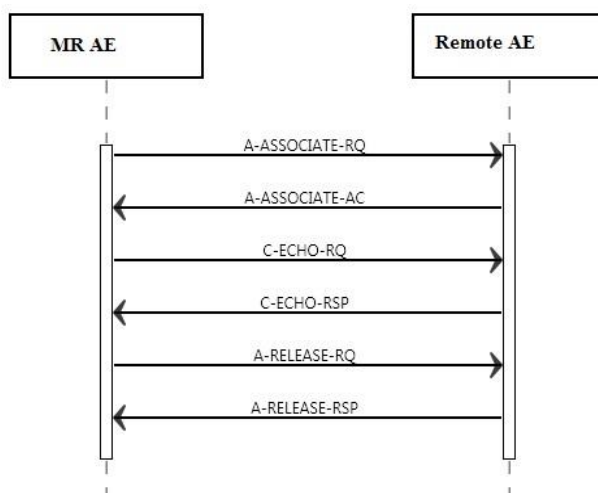 MR AE
Remote AE
A-ASSOCIATE-RQ
A-ASSOCIATE-AC
C-ECHO-RQ
C-ECHO-RSP
A-RELEASE-RQ
A-RELEASE-RSP